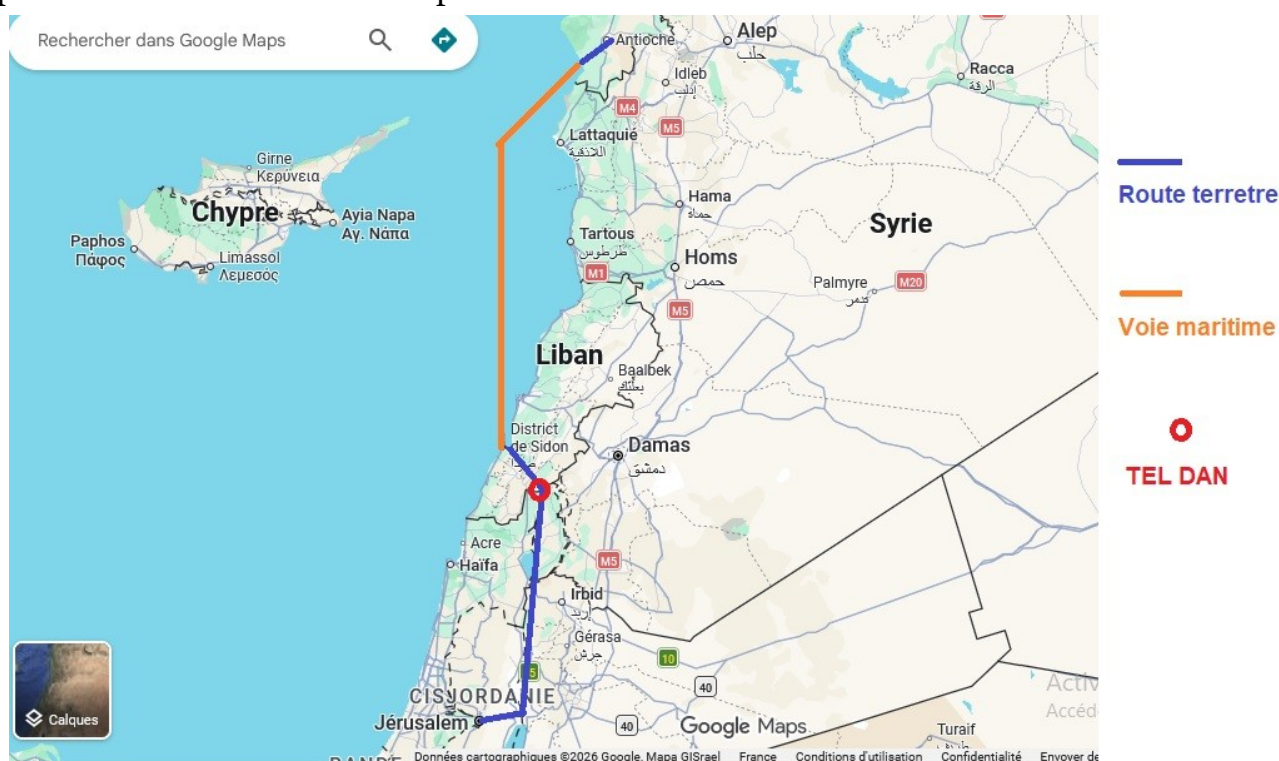 Rechercher dans Google Maps
Antioche
Alep
حلب
Idleb
إدلب
Racca
الرقة
M4
M5
Lattaquié
اللاذقية
Girne
Κερύνεια
Chypre
Ayia Napa
Αγ. Νάπα
Paphos
Πάφος
Limassol
Λεμεσός
Hama
حماة
Syrie
Tartous
طرطوس
M1
Homs
حمص
Palmyre
تدمر
M20
M5
Liban
Baalbek
بعلبك
District
de Sidon
صيدا
Damas
دمشق
Acre
Haïfa
M5
Irbid
إربد
Gérasa
جرش
10
CISJORDANIE
40
Jérusalem
40
Google Maps
Turaif
Calques
Données cartographiques ©2026 Google, Mapa GISrael France Conditions d'utilisation Confidentialité Envoyer de
Route terretre
Voie maritime
TEL DAN